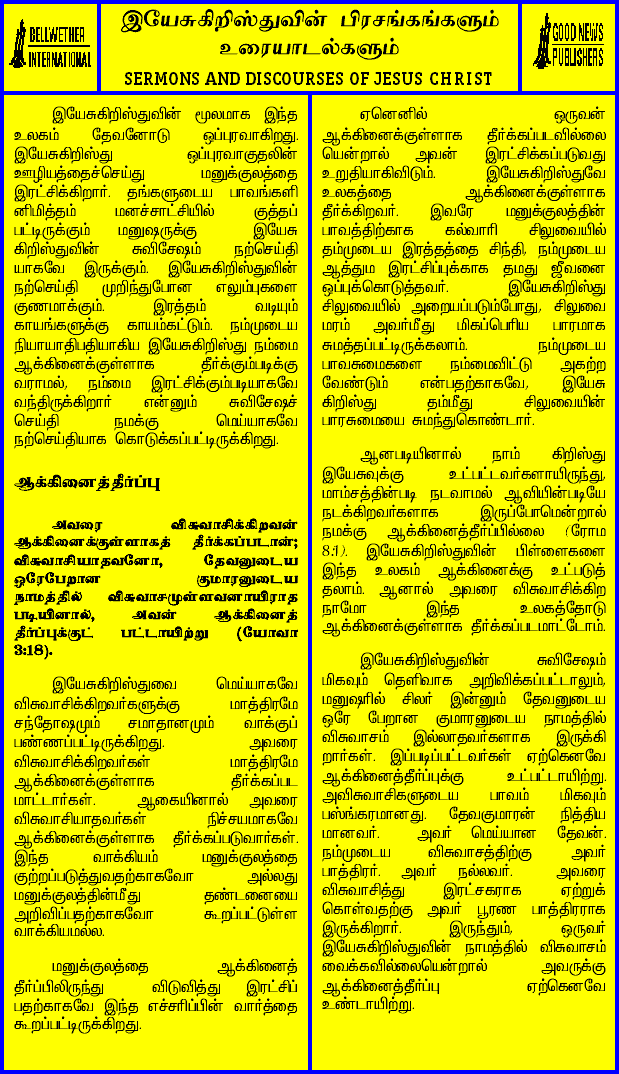 BELLWETHER
INTERNATIONAL
இயேசுகிறிஸ்துவின் பிரசங்கங்களும்
உரையாடல்களும்
SERMONS AND DISCOURSES OF JESUS CHRIST
GOOD NEWS
PUBLISHERS
இயேசுகிறிஸ்துவின் மூலமாக இந்த
உலகம் தேவனோடு ஒப்புரவாகிறது.
இயேசுகிறிஸ்து ஒப்புரவாகுதலின்
ஊழியத்தைச்செய்து மனுக்குலத்தை
இரட்சிக்கிறார். தங்களுடைய பாவங்களி
னிமித்தம் மனச்சாட்சியில் குத்தப்
பட்டிருக்கும் மனுஷருக்கு இயேசு
கிறிஸ்துவின் சுவிசேஷம் நற்செய்தி
யாகவே இருக்கும். இயேசுகிறிஸ்துவின்
நற்செய்தி முறிந்துபோன எலும்புகளை
குணமாக்கும். இரத்தம் வடியும்
காயங்களுக்கு காயம்கட்டும். நம்முடைய
நியாயாதிபதியாகிய இயேசுகிறிஸ்து நம்மை
ஆக்கினைக்குள்ளாக தீர்க்கும்படிக்கு
வராமல், நம்மை இரட்சிக்கும்படியாகவே
வந்திருக்கிறார் என்னும் சுவிசேஷச்
செய்தி நமக்கு மெய்யாகவே
நற்செய்தியாக கொடுக்கப்பட்டிருக்கிறது.
ஆக்கினைத்தீர்ப்பு
அவரை விசுவாசிக்கிறவன்
ஆக்கினைக்குள்ளாகத் தீர்க்கப்படான்;
விசுவாசியாதவனோ, தேவனுடைய
ஒரேபேறான குமாரனுடைய
நாமத்தில் விசுவாசமுள்ளவனாயிராத
படியினால், அவன் ஆக்கினைத்
தீர்ப்புக்குட் பட்டாயிற்று (யோவா
3:18).
இயேசுகிறிஸ்துவை மெய்யாகவே
விசுவாசிக்கிறவர்களுக்கு மாத்திரமே
சந்தோஷமும் சமாதானமும் வாக்குப்
பண்ணப்பட்டிருக்கிறது. அவரை
விசுவாசிக்கிறவர்கள் மாத்திரமே
ஆக்கினைக்குள்ளாக தீர்க்கப்பட
மாட்டார்கள். ஆகையினால் அவரை
விசுவாசியாதவர்கள் நிச்சயமாகவே
ஆக்கினைக்குள்ளாக தீர்க்கப்படுவார்கள்.
இந்த வாக்கியம் மனுக்குலத்தை
குற்றப்படுத்துவதற்காகவோ அல்லது
மனுக்குலத்தின்மீது தண்டனையை
அறிவிப்பதற்காகவோ கூறப்பட்டுள்ள
வாக்கியமல்ல.
மனுக்குலத்தை ஆக்கினைத்
தீர்ப்பிலிருந்து விடுவித்து இரட்சிப்
பதற்காகவே இந்த எச்சரிப்பின் வார்த்தை
கூறப்பட்டிருக்கிறது.
ஏனெனில் ஒருவன்
ஆக்கினைக்குள்ளாக தீர்க்கப்படவில்லை
யென்றால் அவன் இரட்சிக்கப்படுவது
உறுதியாகிவிடும். இயேசுகிறிஸ்துவே
உலகத்தை ஆக்கினைக்குள்ளாக
தீர்க்கிறவர். இவரே மனுக்குலத்தின்
பாவத்திற்காக கல்வாரி சிலுவையில்
தம்முடைய இரத்தத்தை சிந்தி, நம்முடைய
ஆத்தும இரட்சிப்புக்காக தமது ஜீவனை
ஒப்புக்கொடுத்தவர். இயேசுகிறிஸ்து
சிலுவையில் அறையப்படும்போது, சிலுவை
மரம் அவர்மீது மிகப்பெரிய பாரமாக
சுமத்தப்பட்டிருக்கலாம். நம்முடைய
பாவசுமைகளை நம்மைவிட்டு அகற்ற
வேண்டும் என்பதற்காகவே, இயேசு
கிறிஸ்து தம்மீது சிலுவையின்
பாரசுமையை சுமந்துகொண்டார்.
ஆனபடியினால் நாம் கிறிஸ்து
இயேசுவுக்கு உட்பட்டவர்களாயிருந்து,
மாம்சத்தின்படி நடவாமல் ஆவியின்படியே
நடக்கிறவர்களாக இருப்போமென்றால்
நமக்கு ஆக்கினைத்தீர்ப்பில்லை (ரோம
8:1). இயேசுகிறிஸ்துவின் பிள்ளைகளை
இந்த உலகம் ஆக்கினைக்கு உட்படுத்
தலாம். ஆனால் அவரை விசுவாசிக்கிற
நாமோ இந்த உலகத்தோடு
ஆக்கினைக்குள்ளாக தீர்க்கப்படமாட்டோம்.
இயேசுகிறிஸ்துவின் சுவிசேஷம்
மிகவும் தெளிவாக அறிவிக்கப்பட்டாலும்,
மனுஷரில் சிலர் இன்னும் தேவனுடைய
ஒரே பேறான குமாரனுடைய நாமத்தில்
விசுவாசம் இல்லாதவர்களாக இருக்கி
றார்கள். இப்படிப்பட்டவர்கள் ஏற்கெனவே
ஆக்கினைத்தீர்ப்புக்கு உட்பட்டாயிற்று.
அவிசுவாசிகளுடைய பாவம் மிகவும்
பயங்கரமானது. தேவகுமாரன் நித்திய
மானவர். அவர் மெய்யான தேவன்.
நம்முடைய விசுவாசத்திற்கு அவர்
பாத்திரர். அவர் நல்லவர். அவரை
விசுவாசித்து இரட்சகராக ஏற்றுக்
கொள்வதற்கு அவர் பூரண பாத்திரராக
இருக்கிறார். இருந்தும், ஒருவர்
இயேசுகிறிஸ்துவின் நாமத்தில் விசுவாசம்
வைக்கவில்லையென்றால் அவருக்கு
ஆக்கினைத்தீர்ப்பு ஏற்கெனவே
உண்டாயிற்று.